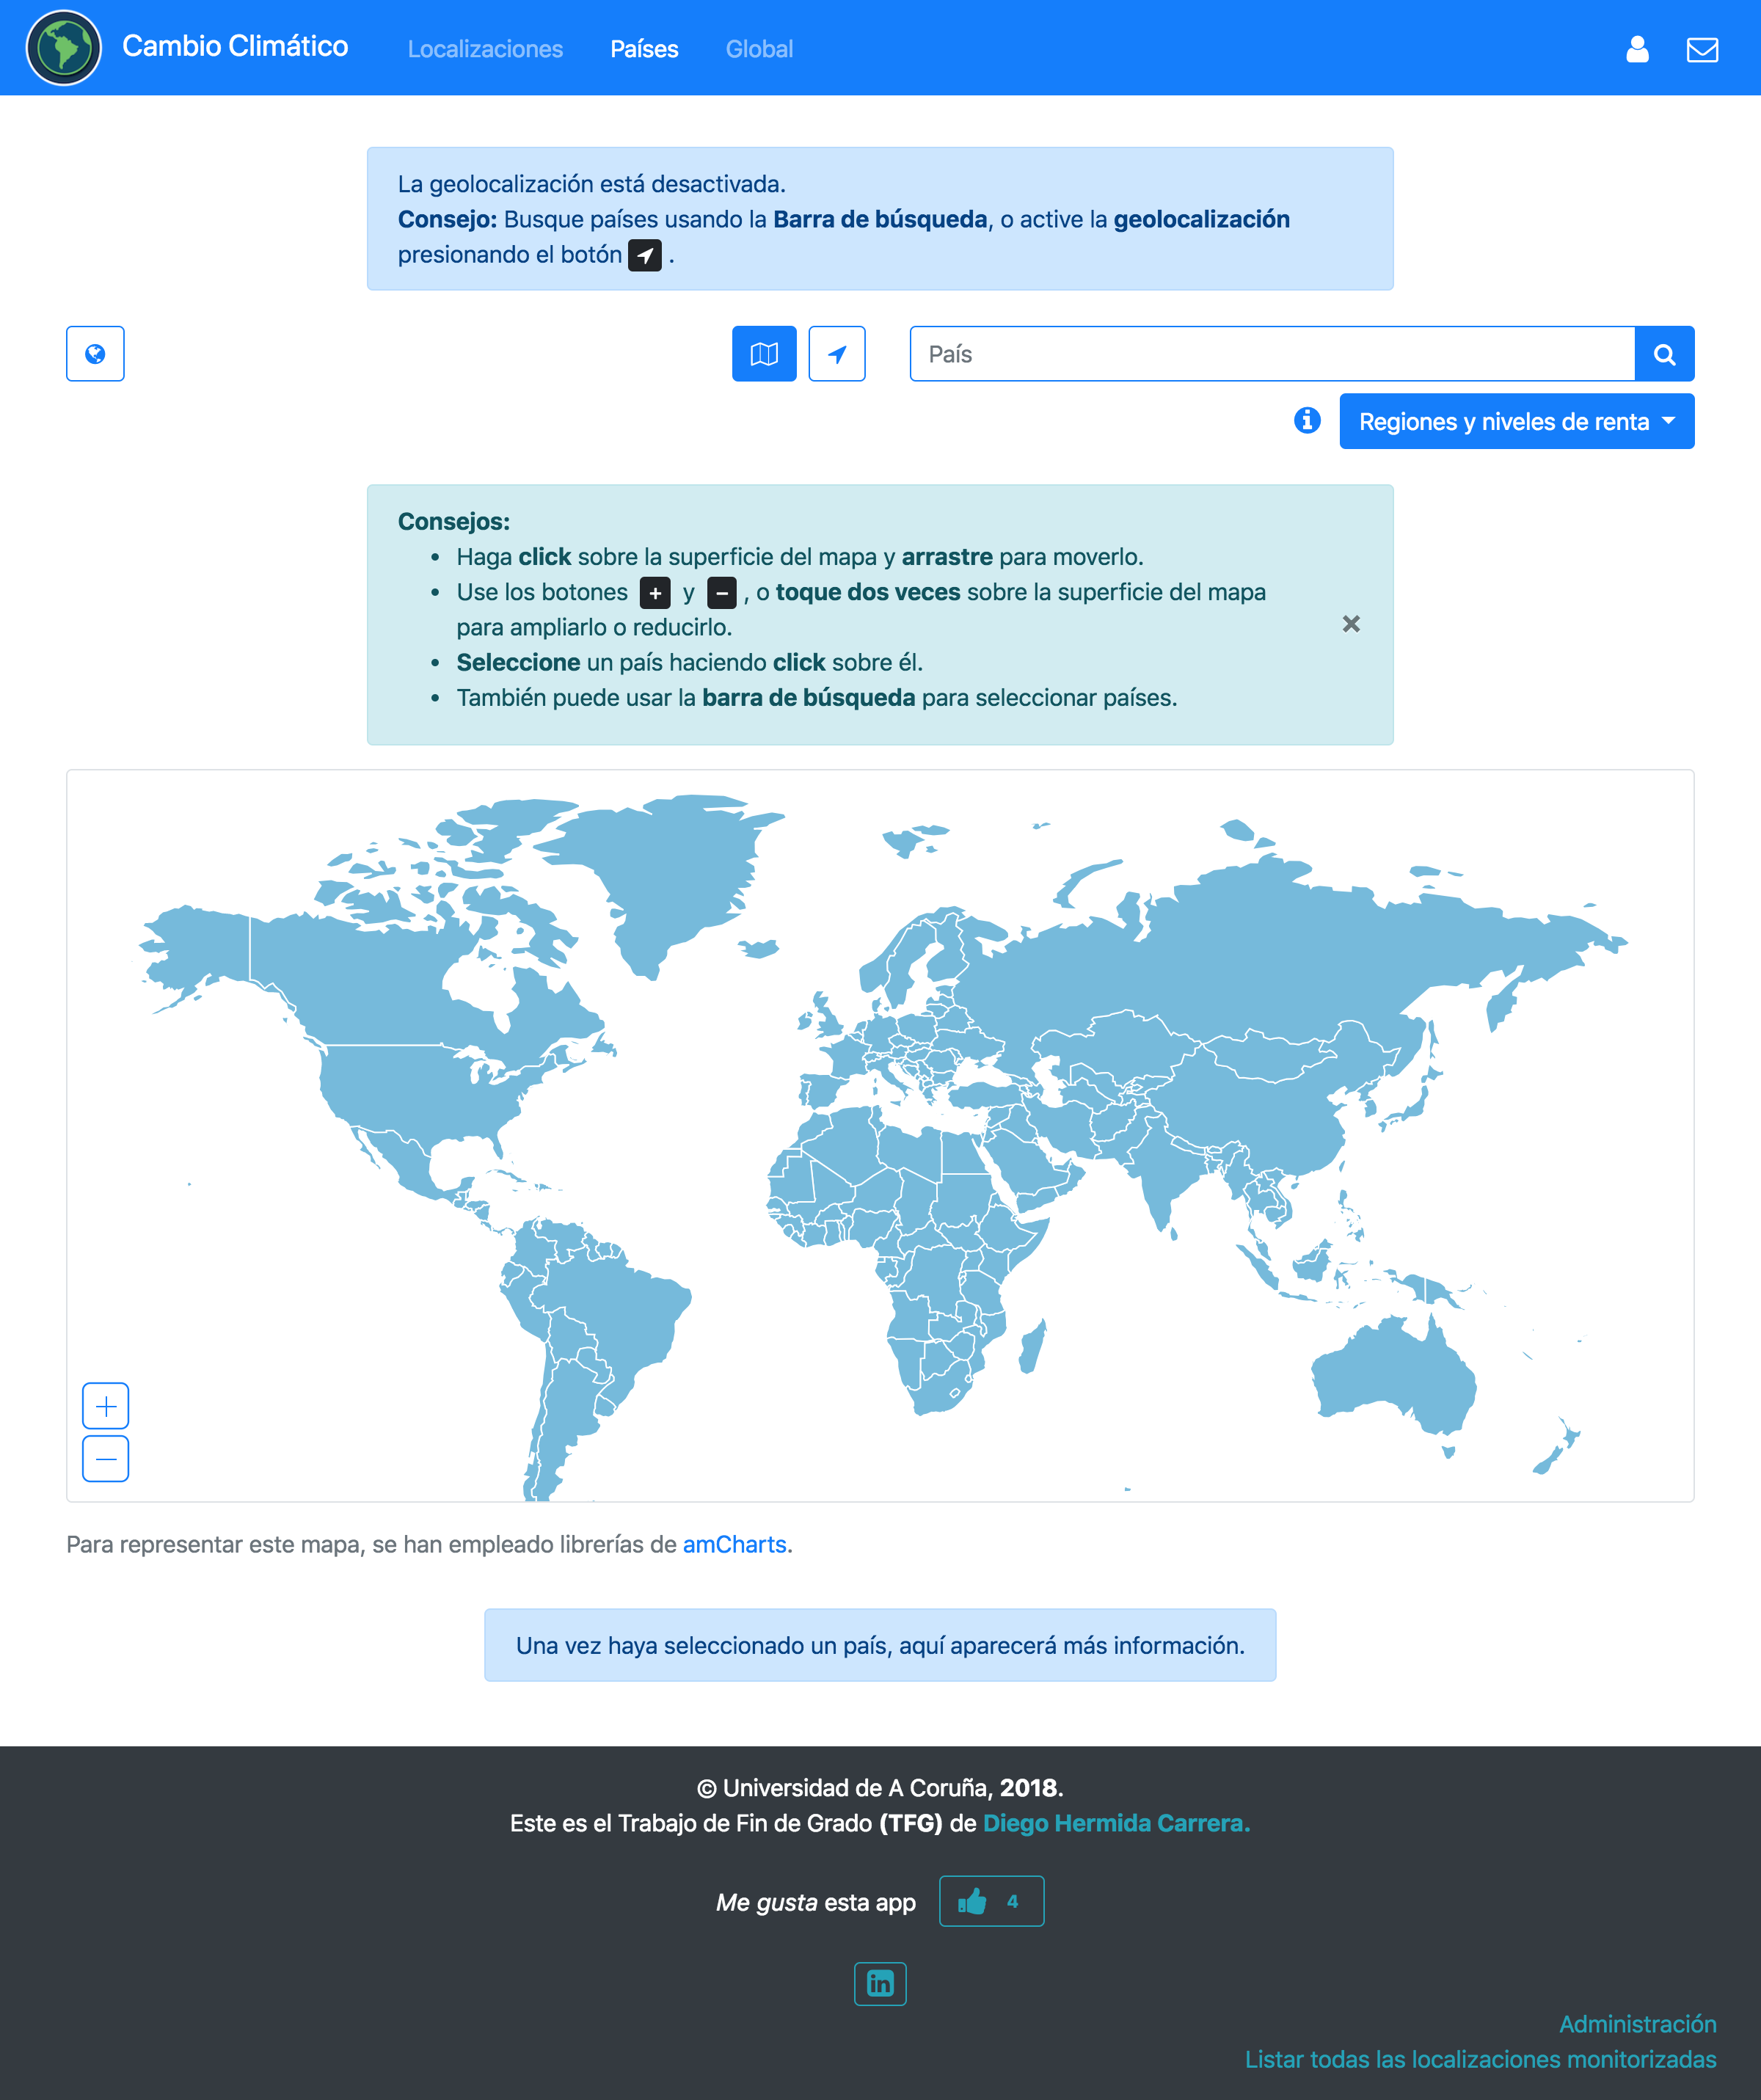 Cambio Climático
Localizaciones
Países
Global
La geolocalización está desactivada.
Consejo: Busque países usando la Barra de búsqueda, o active la geolocalización
presionando el botón .
País
Regiones y niveles de renta
Consejos:
• Haga click sobre la superficie del mapa y arrastre para moverlo.
• Use los botones + y −, o toque dos veces sobre la superficie del mapa
para ampliarlo o reducirlo.
• Seleccione un país haciendo click sobre él.
• También puede usar la barra de búsqueda para seleccionar países.
Para representar este mapa, se han empleado librerías de amCharts.
Una vez haya seleccionado un país, aquí aparecerá más información.
© Universidad de A Coruña, 2018.
Este es el Trabajo de Fin de Grado (TFG) de Diego Hermida Carrera.
Me gusta esta app
4
in
Administración
Listar todas las localizaciones monitorizadas